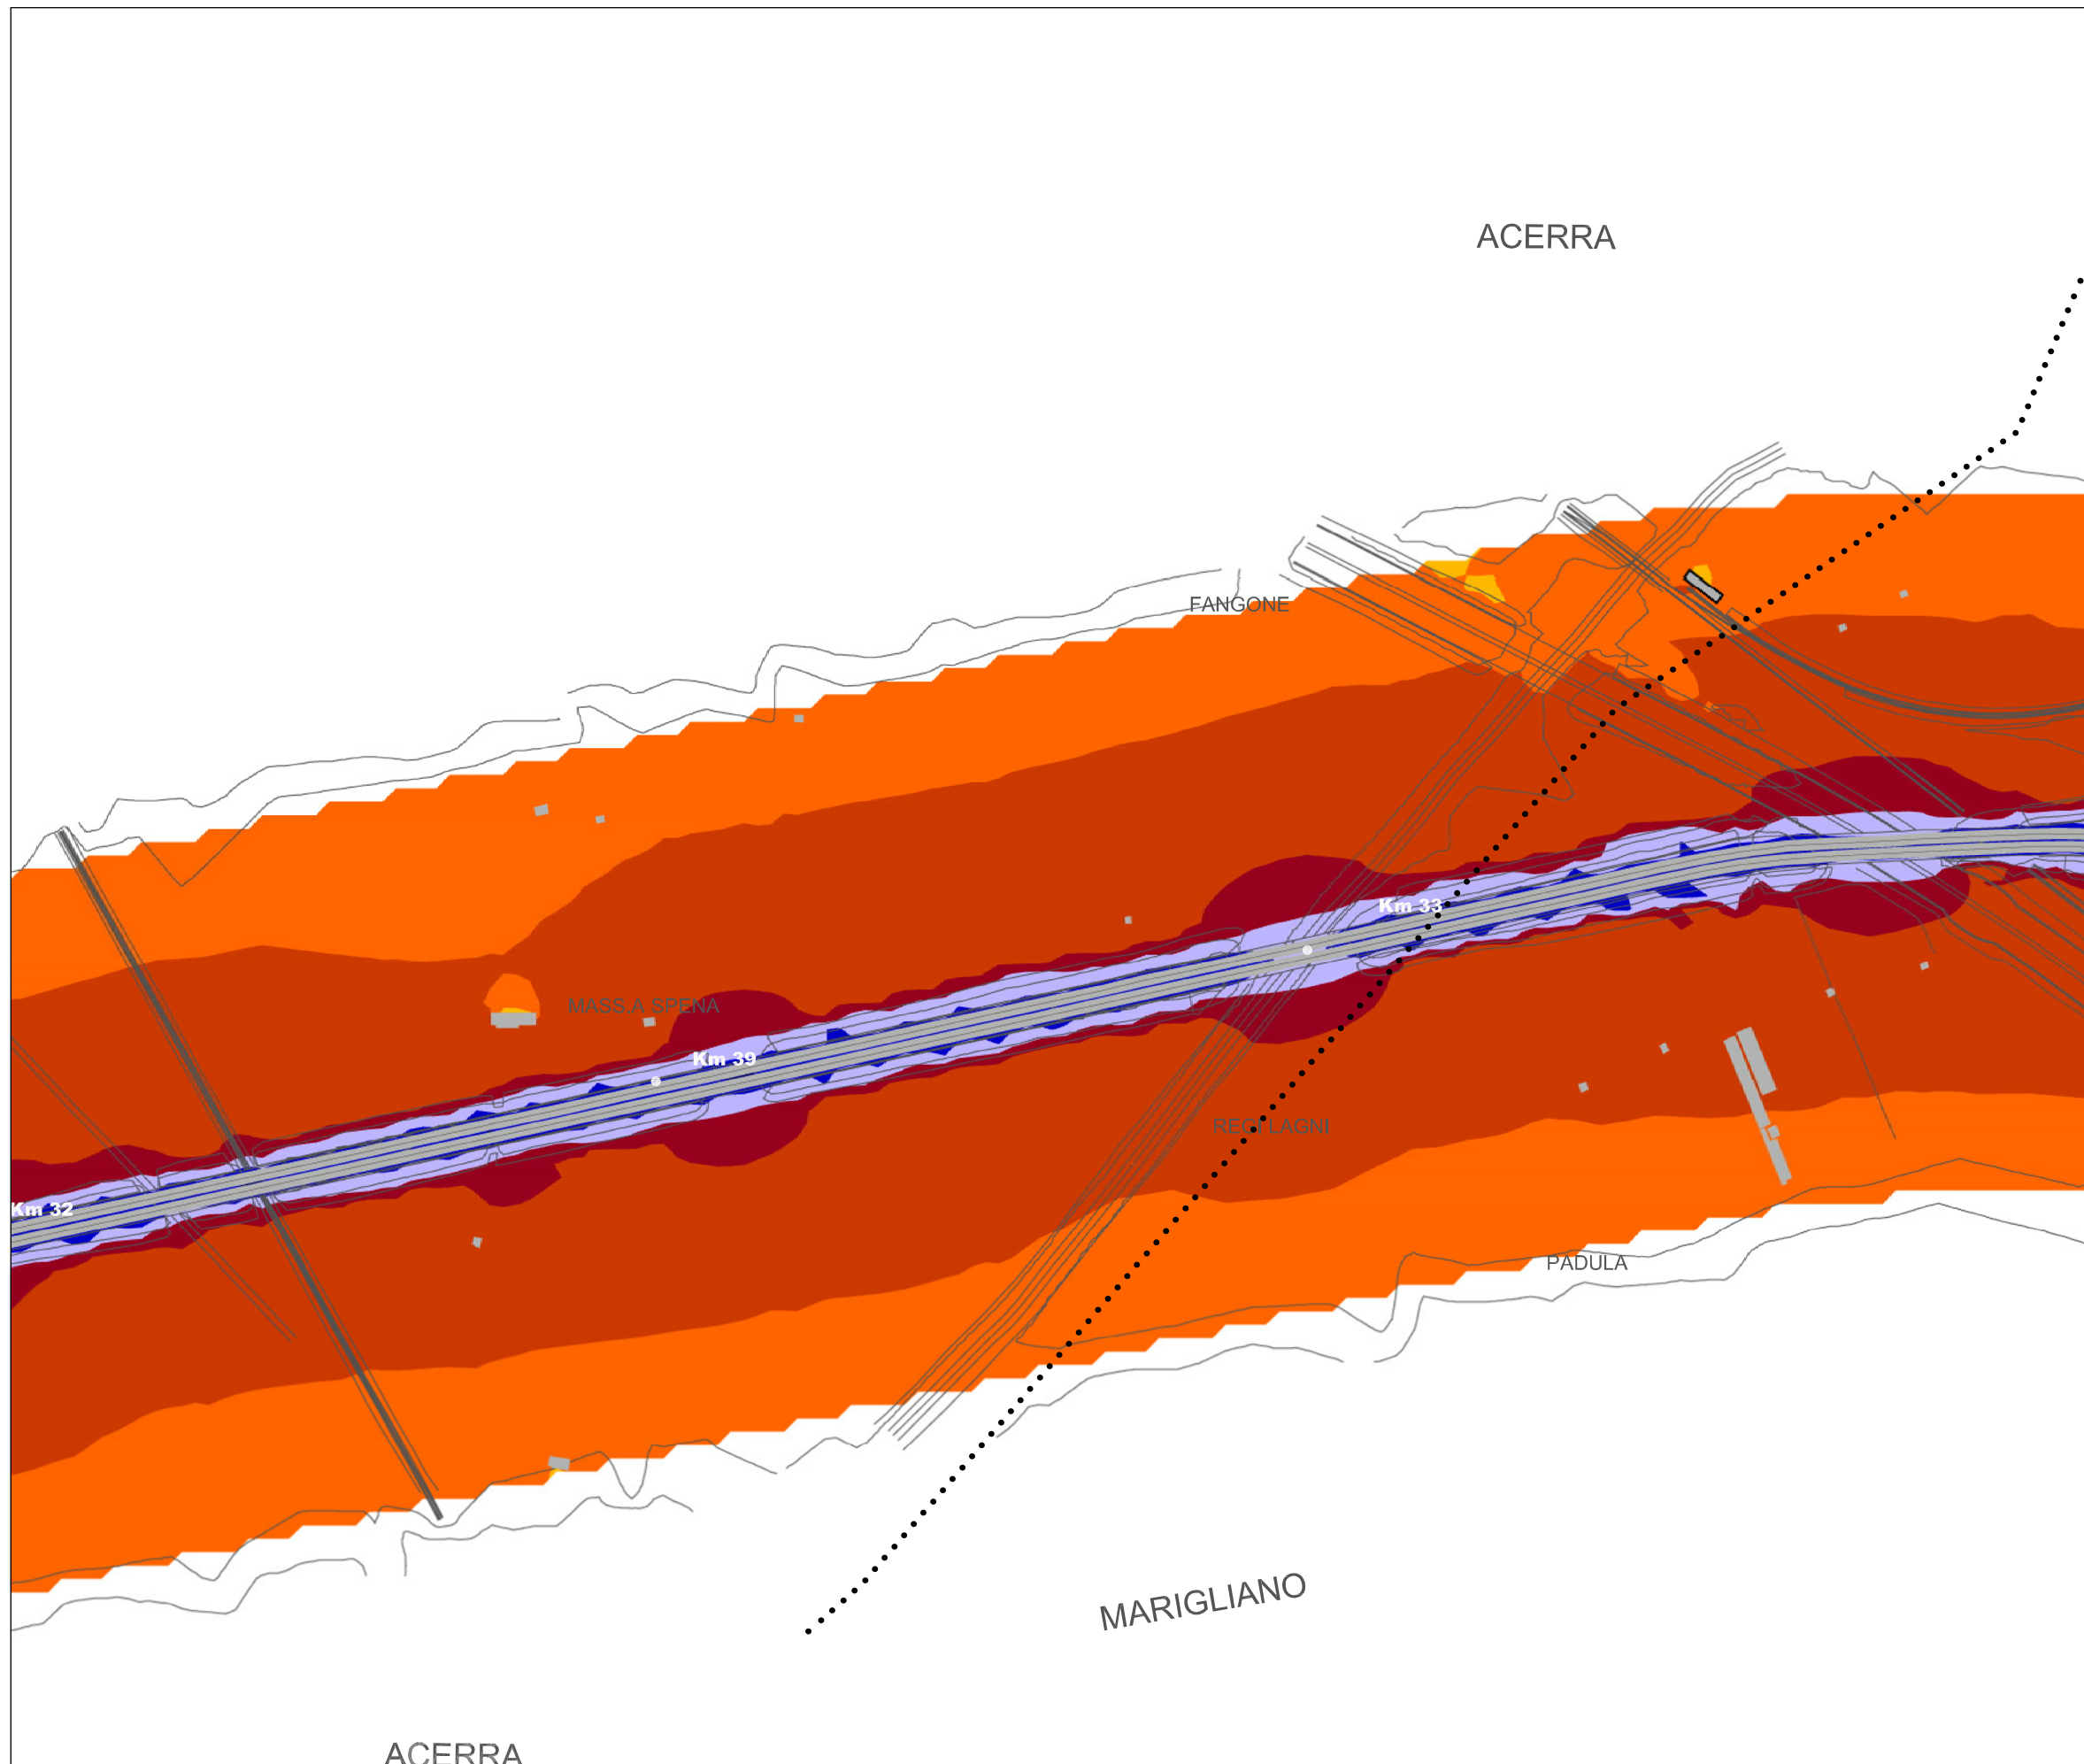 ACERRA
FANGONE
Km 33
MASS.A SPENA
Km 39
REGI LAGNI
Km 32
PADULA
MARIGLIANO
ACERRA